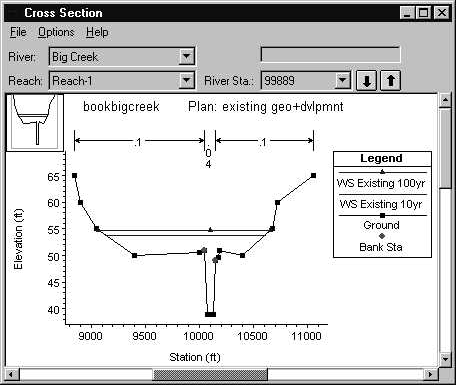 Cross Section
File Options Help
River: Big Creek
Reach: Reach-1 River Sta.: 99889
bookbigcreek Plan: existing geo+dvlpmnt
.1 .04 .1
Legend
WS Existing 100yr
WS Existing 10yr
Ground
Bank Sta
Elevation (ft)
65
60
55
50
45
40
9000 9500 10000 10500 11000
Station (ft)